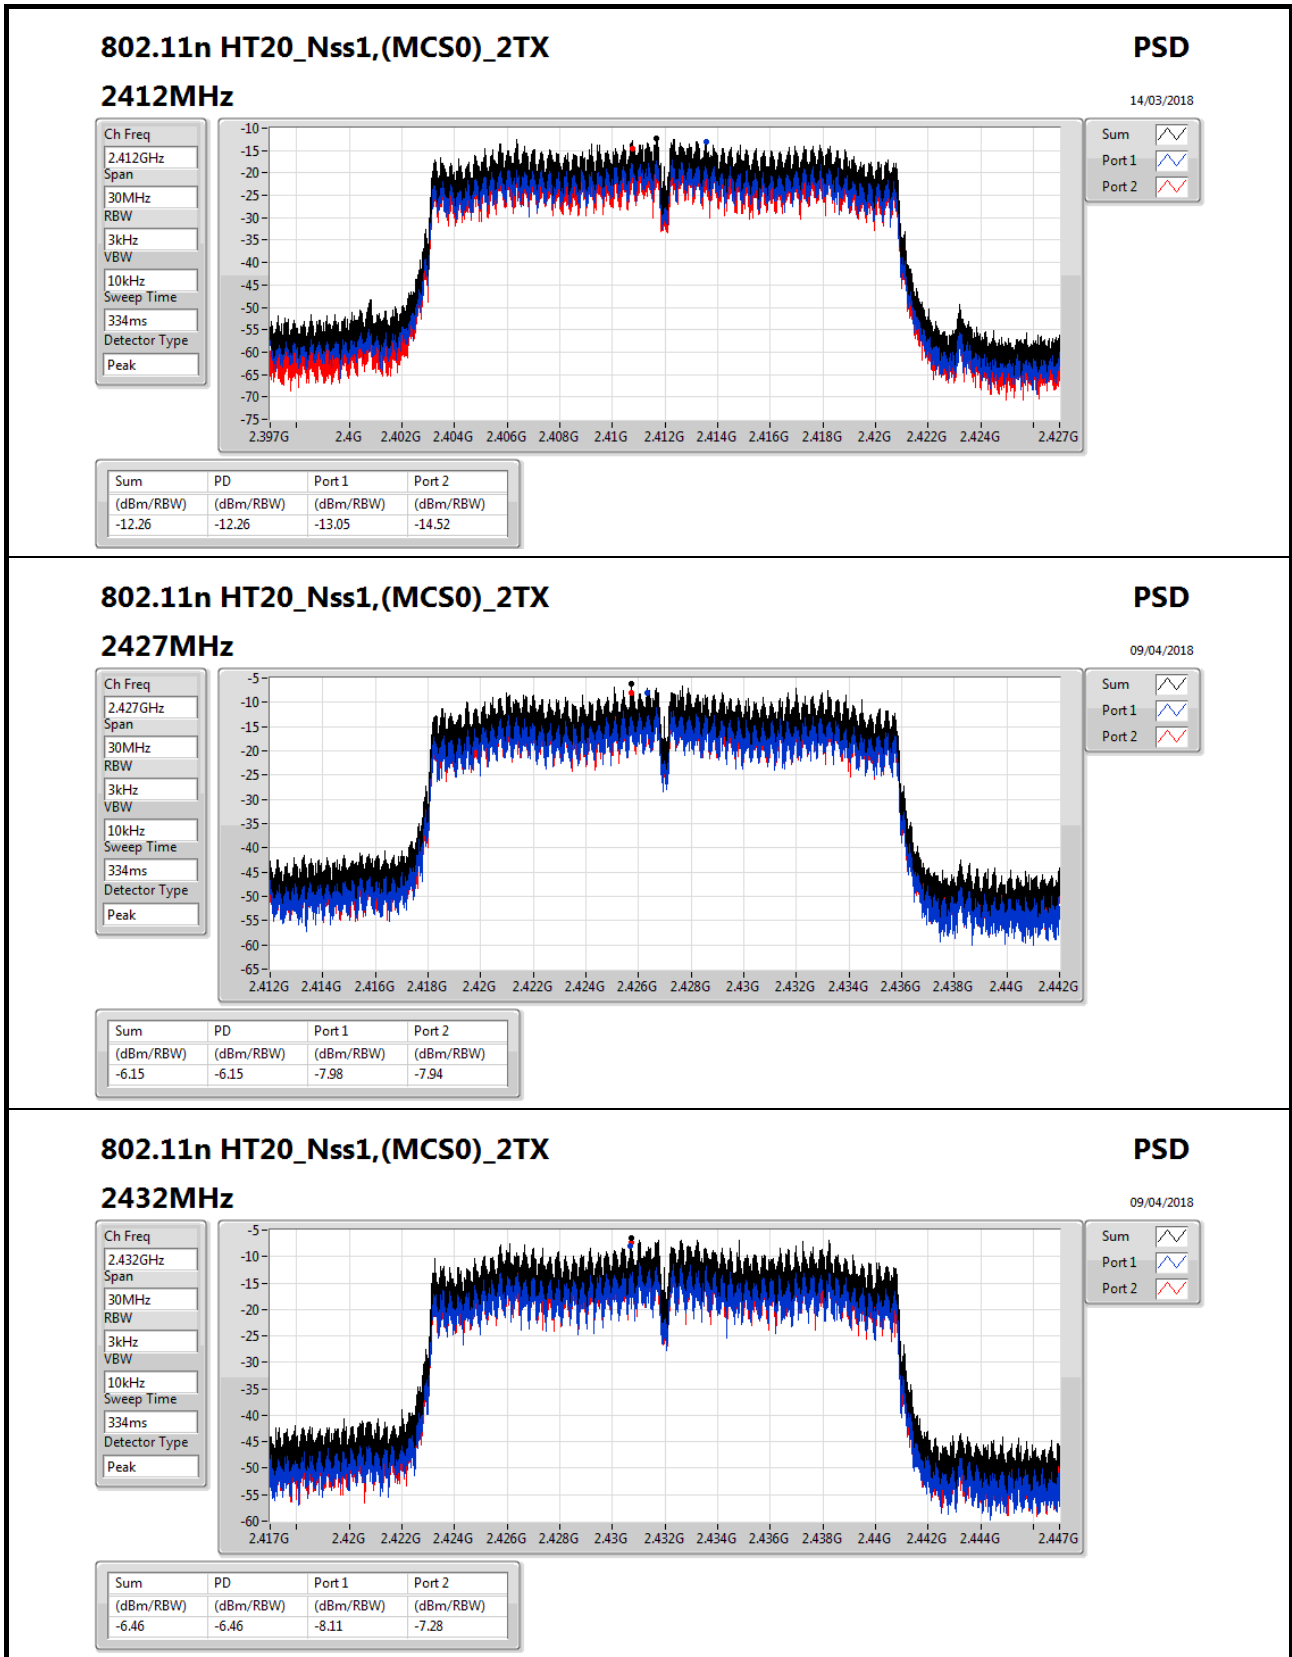 802.11n HT20_Nss1,(MCS0)_2TX PSD
2412MHz 14/03/2018
Ch Freq
2.412GHz
Span
30MHz
RBW
3kHz
VBW
10kHz
Sweep Time
334ms
Detector Type
Peak
-10
-15
-20
-25
-30
-35
-40
-45
-50
-55
-60
-65
-70
-75
2.397G 2.4G 2.402G 2.404G 2.406G 2.408G 2.41G 2.412G 2.414G 2.416G 2.418G 2.42G 2.422G 2.424G 2.427G
Sum
Port 1
Port 2
Sum PD Port 1 Port 2
(dBm/RBW) (dBm/RBW) (dBm/RBW) (dBm/RBW)
-12.26 -12.26 -13.05 -14.52
802.11n HT20_Nss1,(MCS0)_2TX PSD
2427MHz 09/04/2018
Ch Freq
2.427GHz
Span
30MHz
RBW
3kHz
VBW
10kHz
Sweep Time
334ms
Detector Type
Peak
-5
-10
-15
-20
-25
-30
-35
-40
-45
-50
-55
-60
-65
2.412G 2.414G 2.416G 2.418G 2.42G 2.422G 2.424G 2.426G 2.428G 2.43G 2.432G 2.434G 2.436G 2.438G 2.44G 2.442G
Sum
Port 1
Port 2
Sum PD Port 1 Port 2
(dBm/RBW) (dBm/RBW) (dBm/RBW) (dBm/RBW)
-6.15 -6.15 -7.98 -7.94
802.11n HT20_Nss1,(MCS0)_2TX PSD
2432MHz 09/04/2018
Ch Freq
2.432GHz
Span
30MHz
RBW
3kHz
VBW
10kHz
Sweep Time
334ms
Detector Type
Peak
-5
-10
-15
-20
-25
-30
-35
-40
-45
-50
-55
-60
2.417G 2.42G 2.422G 2.424G 2.426G 2.428G 2.43G 2.432G 2.434G 2.436G 2.438G 2.44G 2.442G 2.444G 2.447G
Sum
Port 1
Port 2
Sum PD Port 1 Port 2
(dBm/RBW) (dBm/RBW) (dBm/RBW) (dBm/RBW)
-6.46 -6.46 -8.11 -7.28